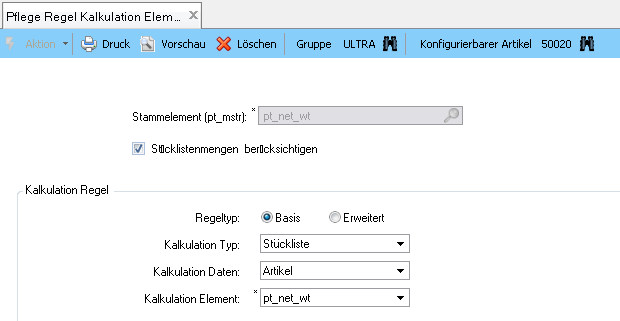 Pflege Regel Kalkulation Elem... ×
Aktion Druck Vorschau Löschen Gruppe ULTRA Konfigurierbarer Artikel 50020
Stammelement (pt_mstr): * pt_net_wt
Stücklistenmengen berücksichtigen
Kalkulation Regel
Regeltyp: Basis Erweitert
Kalkulation Typ: Stückliste
Kalkulation Daten: Artikel
Kalkulation Element: * pt_net_wt